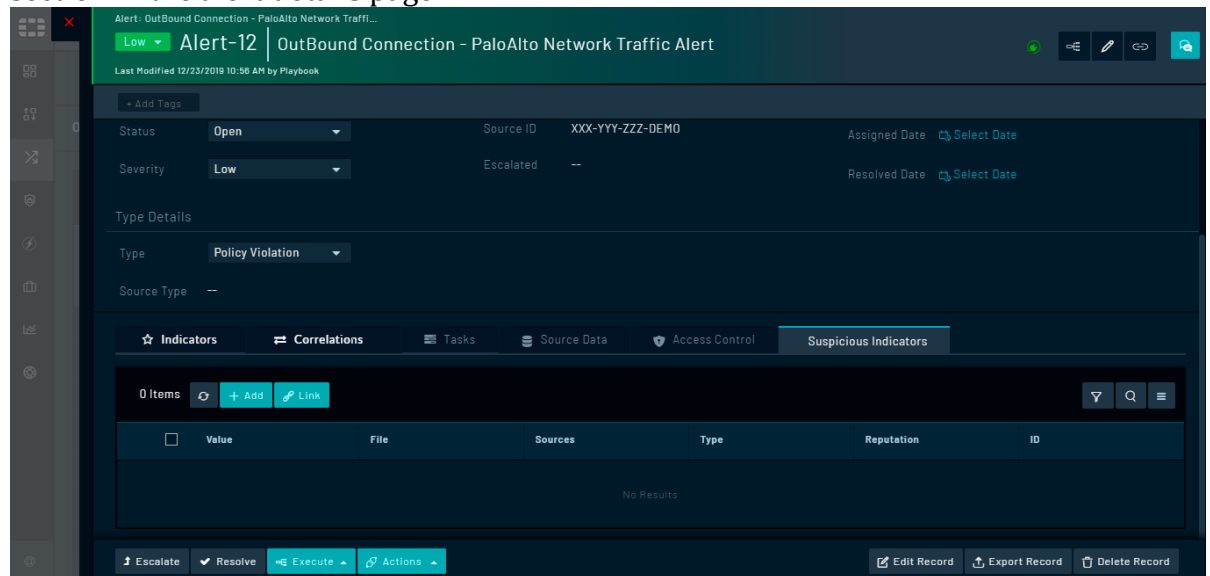 Alert: OutBound Connection - PaloAlto Network Traffi...
Low Alert-12 OutBound Connection - PaloAlto Network Traffic Alert
Last Modified 12/23/2019 10:56 AM by Playbook
+ Add Tags
Status Open Source ID XXX-YYY-ZZZ-DEMO Assigned Date Select Date
Severity Low Escalated -- Resolved Date Select Date
Type Details
Type Policy Violation
Source Type --
Indicators Correlations Tasks Source Data Access Control Suspicious Indicators
0 Items + Add Link
Value File Sources Type Reputation ID
No Results
Escalate Resolve Execute Actions Edit Record Export Record Delete Record